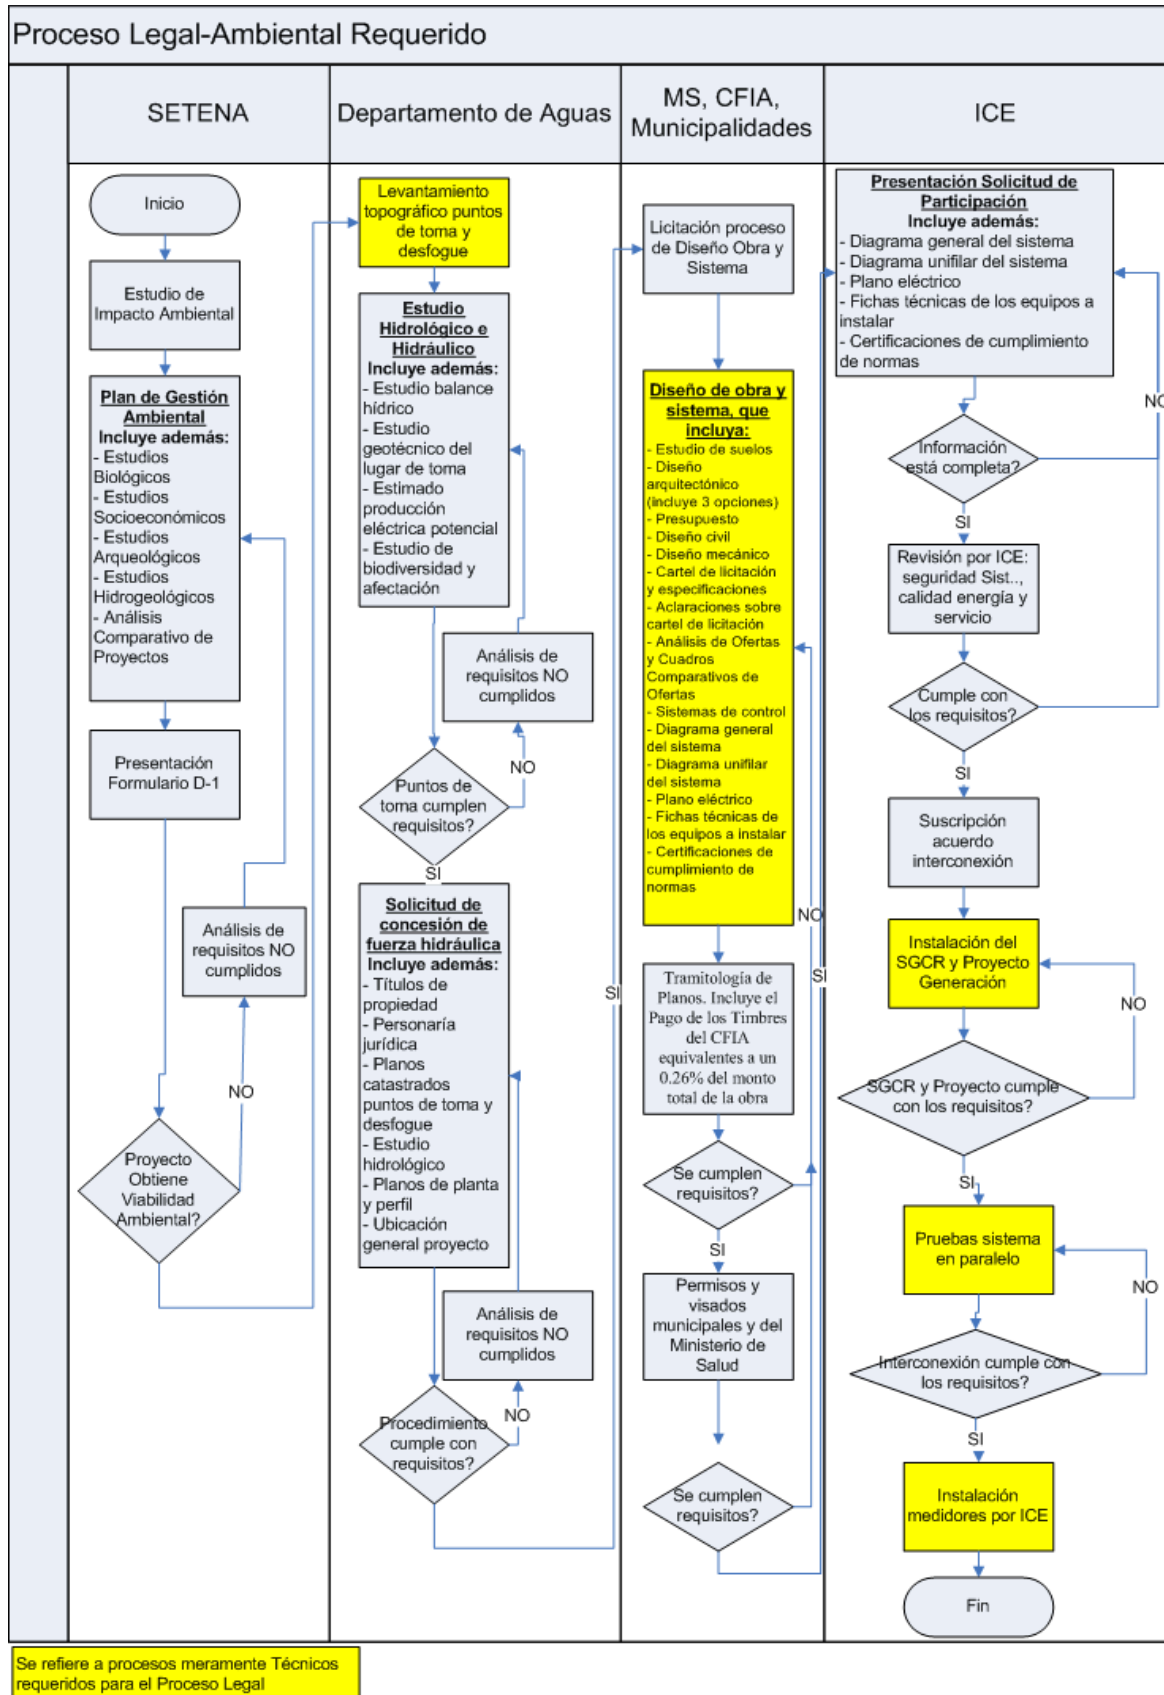 Proceso Legal-Ambiental Requerido
SETENA
Inicio
Estudio de
Impacto Ambiental
Plan de Gestión
Ambiental
Incluye además:
- Estudios
Biológicos
- Estudios
Socioeconómicos
- Estudios
Arqueológicos
- Estudios
Hidrogeológicos
- Análisis
Comparativo de
Proyectos
Presentación
Formulario D-1
Análisis de
requisitos NO
cumplidos
NO
Proyecto
Obtiene
Viabilidad
Ambiental?
Departamento de Aguas
Levantamiento
topográfico puntos
de toma y
desfogue
Estudio
Hidrológico e
Hidráulico
Incluye además:
- Estudio balance
hídrico
- Estudio
geotécnico del
lugar de toma
- Estimado
producción
eléctrica potencial
- Estudio de
biodiversidad y
afectación
Análisis de
requisitos NO
cumplidos
NO
Puntos de
toma cumplen
requisitos?
SI
Solicitud de
concesión de
fuerza hidráulica
Incluye además:
- Títulos de
propiedad
- Personaría
jurídica
- Planos
catastrados
puntos de toma y
desfogue
- Estudio
hidrológico
- Planos de planta
y perfil
- Ubicación
general proyecto
Análisis de
requisitos NO
cumplidos
NO
Procedimiento
cumple con
requisitos?
SI
MS, CFIA,
Municipalidades
Licitación proceso
de Diseño Obra y
Sistema
Diseño de obra y
sistema, que
incluya:
- Estudio de suelos
- Diseño
arquitectónico
(incluye 3 opciones)
- Presupuesto
- Diseño civil
- Diseño mecánico
- Cartel de licitación
y especificaciones
- Aclaraciones sobre
cartel de licitación
- Análisis de Ofertas
y Cuadros
Comparativos de
Ofertas
- Sistemas de control
- Diagrama general
del sistema
- Diagrama unifilar
del sistema
- Plano eléctrico
- Fichas técnicas de
los equipos a instalar
- Certificaciones de
cumplimiento de
normas
NO
Tramitología de
Planos. Incluye el
Pago de los Timbres
del CFIA
equivalentes a un
0.26% del monto
total de la obra
SI
Se cumplen
requisitos?
SI
Permisos y
visados
municipales y del
Ministerio de
Salud
Se cumplen
requisitos?
ICE
Presentación Solicitud de
Participación
Incluye además:
- Diagrama general del sistema
- Diagrama unifilar del sistema
- Plano eléctrico
- Fichas técnicas de los equipos a
instalar
- Certificaciones de cumplimiento
de normas
NO
Información
está completa?
SI
Revisión por ICE:
seguridad Sist..,
calidad energía y
servicio
Cumple con
los requisitos?
SI
Suscripción
acuerdo
interconexión
Instalación del
SGCR y Proyecto
Generación
NO
SGCR y Proyecto cumple
con los requisitos?
SI
Pruebas sistema
en paralelo
NO
Interconexión cumple con
los requisitos?
SI
Instalación
medidores por ICE
Fin
Se refiere a procesos meramente Técnicos
requeridos para el Proceso Legal